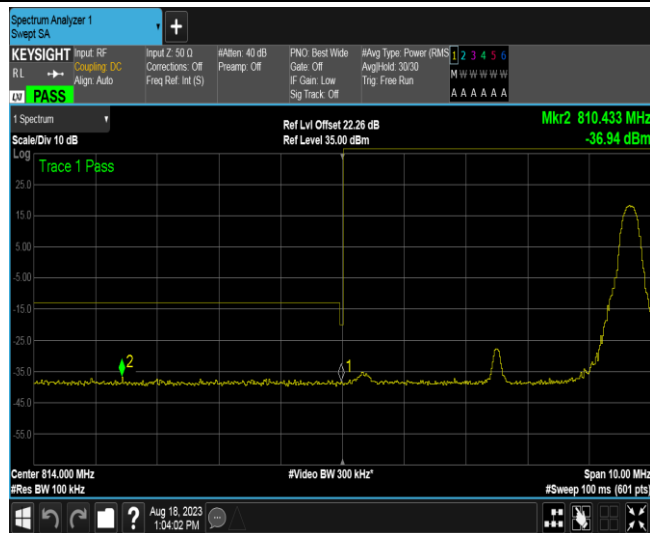 Spectrum Analyzer 1
Swept SA
+
KEYSIGHT
RL
LXI
PASS
Input: RF
Coupling: DC
Align: Auto
Input Z: 50 Ω
Corrections: Off
Freq Ref: Int (S)
#Atten: 40 dB
Preamp: Off
PNO: Best Wide
Gate: Off
IF Gain: Low
Sig Track: Off
#Avg Type: Power (RMS
Avg|Hold: 30/30
Trig: Free Run
1 2 3 4 5 6
M W W W W W
A A A A A A
1 Spectrum
Scale/Div 10 dB
Ref Lvl Offset 22.26 dB
Ref Level 35.00 dBm
Mkr2 810.433 MHz
-36.94 dBm
Log
Trace 1 Pass
25.0
15.0
5.00
-5.00
-15.0
-25.0
-35.0
-45.0
-55.0
2
1
Center 814.000 MHz
#Res BW 100 kHz
#Video BW 300 kHz*
Span 10.00 MHz
#Sweep 100 ms (601 pts)
?
Aug 18, 2023
1:04:02 PM